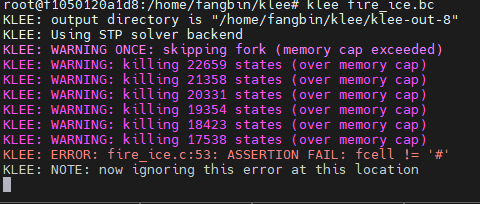 root@f1050120a1d8:/home/fangbin/klee# klee fire_ice.bc
KLEE: output directory is "/home/fangbin/klee/klee-out-8"
KLEE: Using STP solver backend
KLEE: WARNING ONCE: skipping fork (memory cap exceeded)
KLEE: WARNING: killing 22659 states (over memory cap)
KLEE: WARNING: killing 21358 states (over memory cap)
KLEE: WARNING: killing 20331 states (over memory cap)
KLEE: WARNING: killing 19354 states (over memory cap)
KLEE: WARNING: killing 18423 states (over memory cap)
KLEE: WARNING: killing 17538 states (over memory cap)
KLEE: ERROR: fire_ice.c:53: ASSERTION FAIL: fcell != '#'
KLEE: NOTE: now ignoring this error at this location